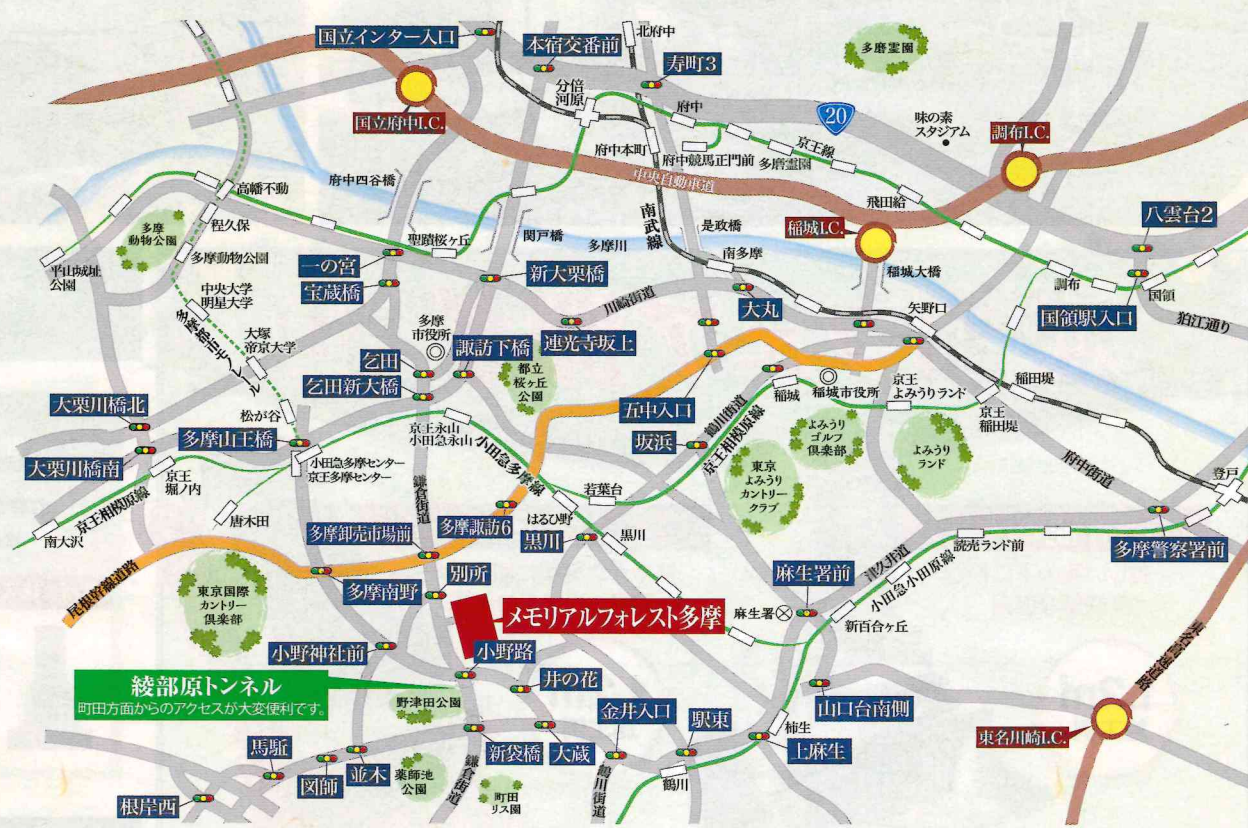 国立インター入口
本宿交番前
北府中
寿町3
多磨霊園
分倍
河原
国立府中I.C.
府中
20
味の素
スタジアム
調布I.C.
府中本町
府中競馬正門前
京王線
多磨霊園
中央自動車道
高幡不動
府中四谷橋
飛田給
八雲台2
多摩
動物公園
程久保
南武線
是政橋
稲城I.C.
聖蹟桜ヶ丘
関戸橋
多摩川
平山城址
公園
多摩動物公園
一の宮
新大栗橋
南多摩
稲城大橋
調布
国領
中央大学
明星大学
宝蔵橋
川崎街道
大丸
矢野口
国領駅入口
狛江通り
多摩都市モノレール
大塚
帝京大学
多摩
市役所
連光寺坂上
諏訪下橋
乞田
乞田新大橋
都立
桜ヶ丘
公園
稲城
稲城市役所
京王
よみうりランド
稲田堤
大栗川橋北
松が谷
五中入口
鶴川街道
京王相模原線
京王
稲田堤
多摩山王橋
京王永山
小田急永山
坂浜
よみうり
ゴルフ
倶楽部
よみうり
ランド
大栗川橋南
京王
堀ノ内
小田急多摩センター
京王多摩センター
小田急多摩線
東京
よみうり
カントリー
クラブ
府中街道
登戸
京王相模原線
唐木田
鎌倉街道
若葉台
南大沢
多摩卸売市場前
多摩諏訪6
はるひ野
黒川
黒川
読売ランド前
多摩警察署前
尾根幹線道路
東京国際
カントリー
倶楽部
多摩南野
別所
麻生署前
津久井道
小田急小田原線
メモリアルフォレスト多摩
麻生署
新百合ヶ丘
東名高速道路
小野神社前
小野路
綾部原トンネル
町田方面からのアクセスが大変便利です。
井の花
野津田公園
金井入口
駅東
山口台南側
柿生
東名川崎I.C.
馬駈
図師
並木
新袋橋
大蔵
上麻生
薬師池
公園
鎌倉街道
町田
リス園
鶴川街道
鶴川
根岸西